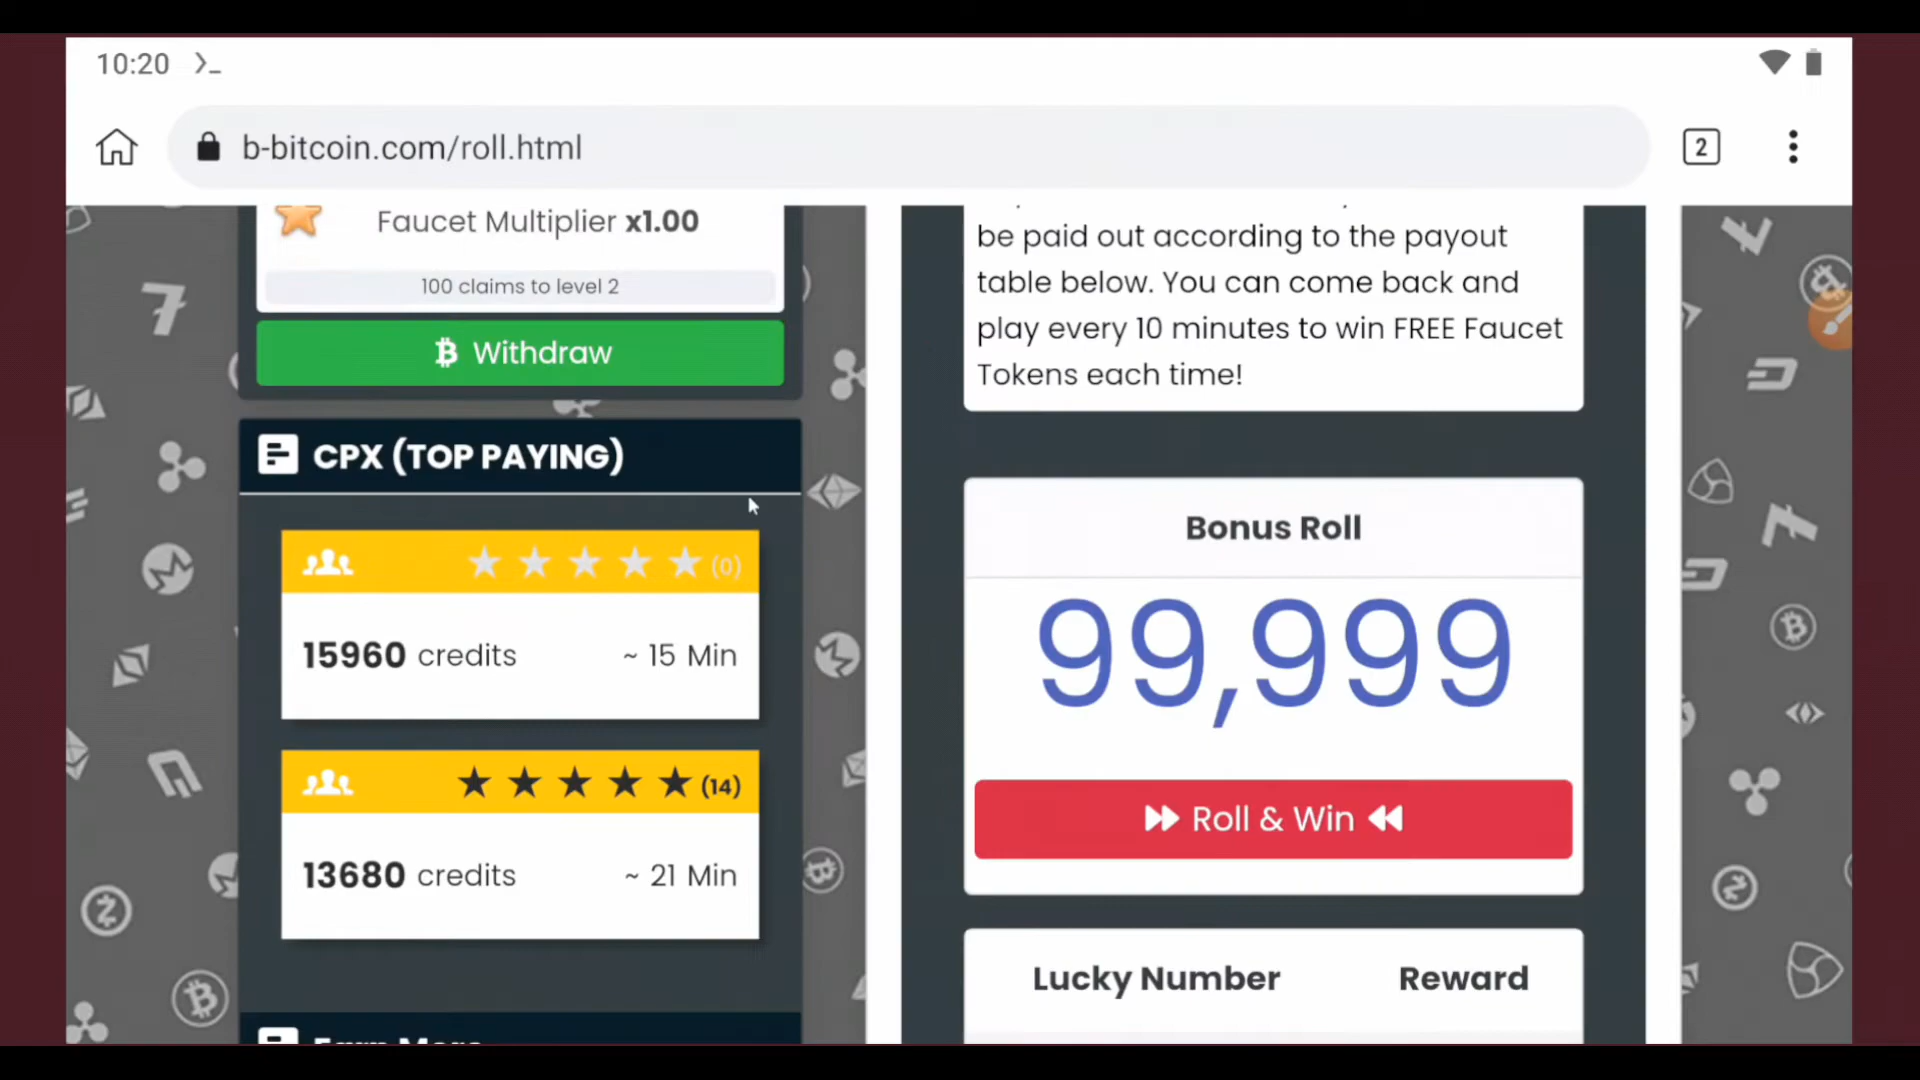 10:20
b-bitcoin.com/roll.html
2
Faucet Multiplier x1.00
100 claims to level 2
Withdraw
CPX (TOP PAYING)
(0)
15960 credits ~ 15 Min
(14)
13680 credits ~ 21 Min
Earn More
be paid out according to the payout
table below. You can come back and
play every 10 minutes to win FREE Faucet
Tokens each time!
Bonus Roll
99,999
Roll & Win
Lucky Number Reward